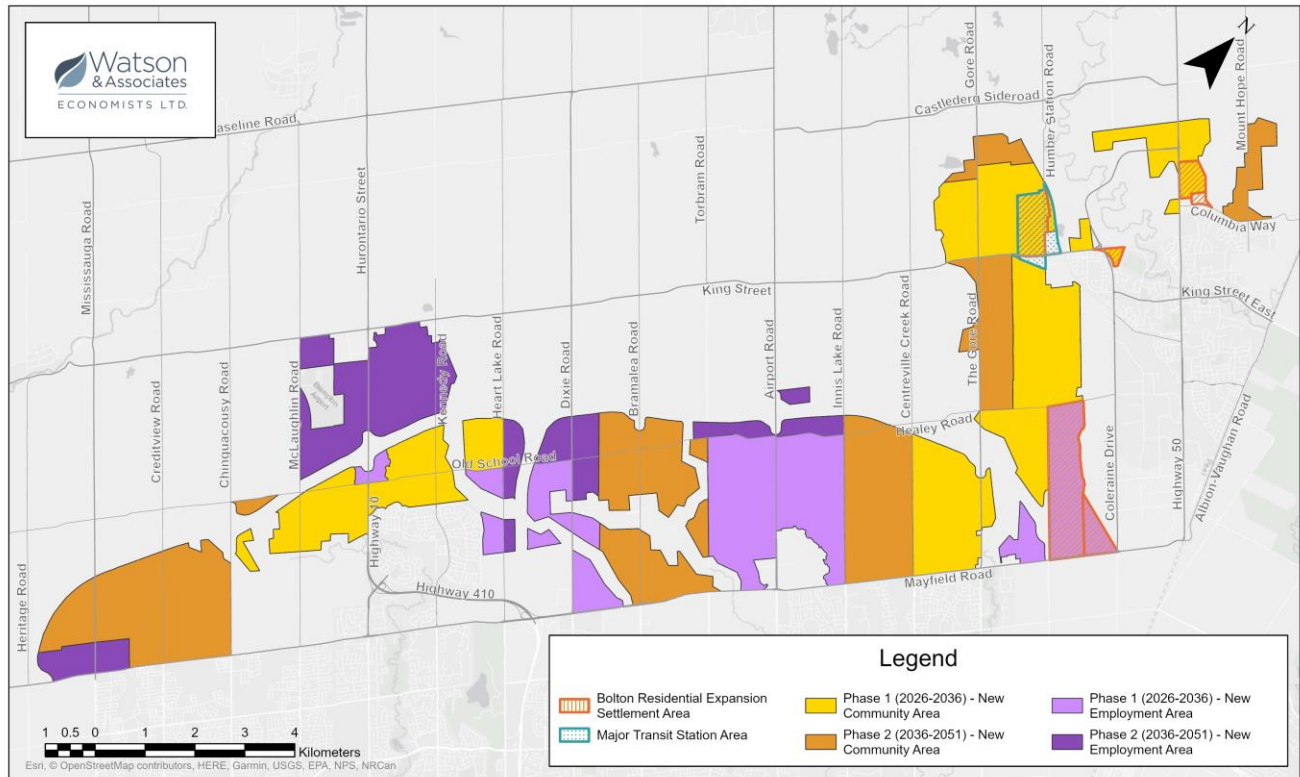 Watson
& Associates
ECONOMISTS LTD.
N
Mount Hope Road
Gore Road
Humber Station Road
Castlederg Sideroad
aseline Road
Torbram Road
Hurontario Street
Mississauga Road
Columbia Way
King Street
King Street East
Creditview Road
Chinguacousy Road
McLaughlin Road
Brampton
Airport
Kennedy Road
Heart Lake Road
Dixie Road
Bramalea Road
Airport Road
Innis Lake Road
Centreville Creek Road
The Gore Road
Healey Road
Old School Road
Coleraine Drive
Highway 50
Albion-Vaughan Road
Highway 10
Highway 410
Mayfield Road
Heritage Road
Legend
Bolton Residential Expansion
Settlement Area
Major Transit Station Area
Phase 1 (2026-2036) - New
Community Area
Phase 2 (2036-2051) - New
Community Area
Phase 1 (2026-2036) - New
Employment Area
Phase 2 (2036-2051) - New
Employment Area
1 0.5 0 1 2 3 4
Kilometers
Esri, © OpenStreetMap contributors, HERE, Garmin, USGS, EPA, NPS, NRCan